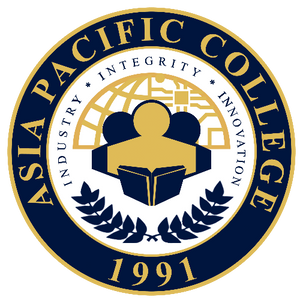 ASIA PACIFIC COLLEGE
INDUSTRY * INTEGRITY * INNOVATION
1991